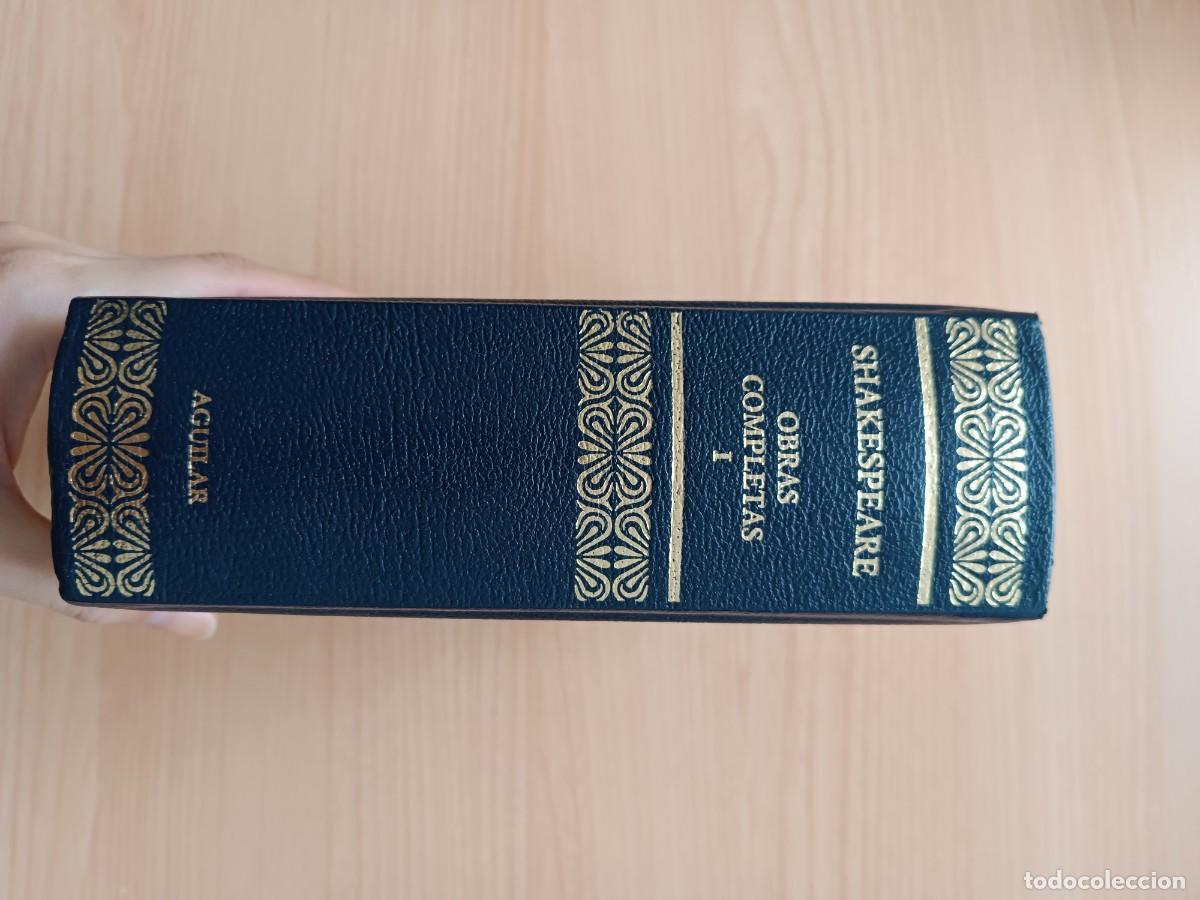 SHAKESPEARE
OBRAS
COMPLETAS
I
AGUILAR
todocoleccion